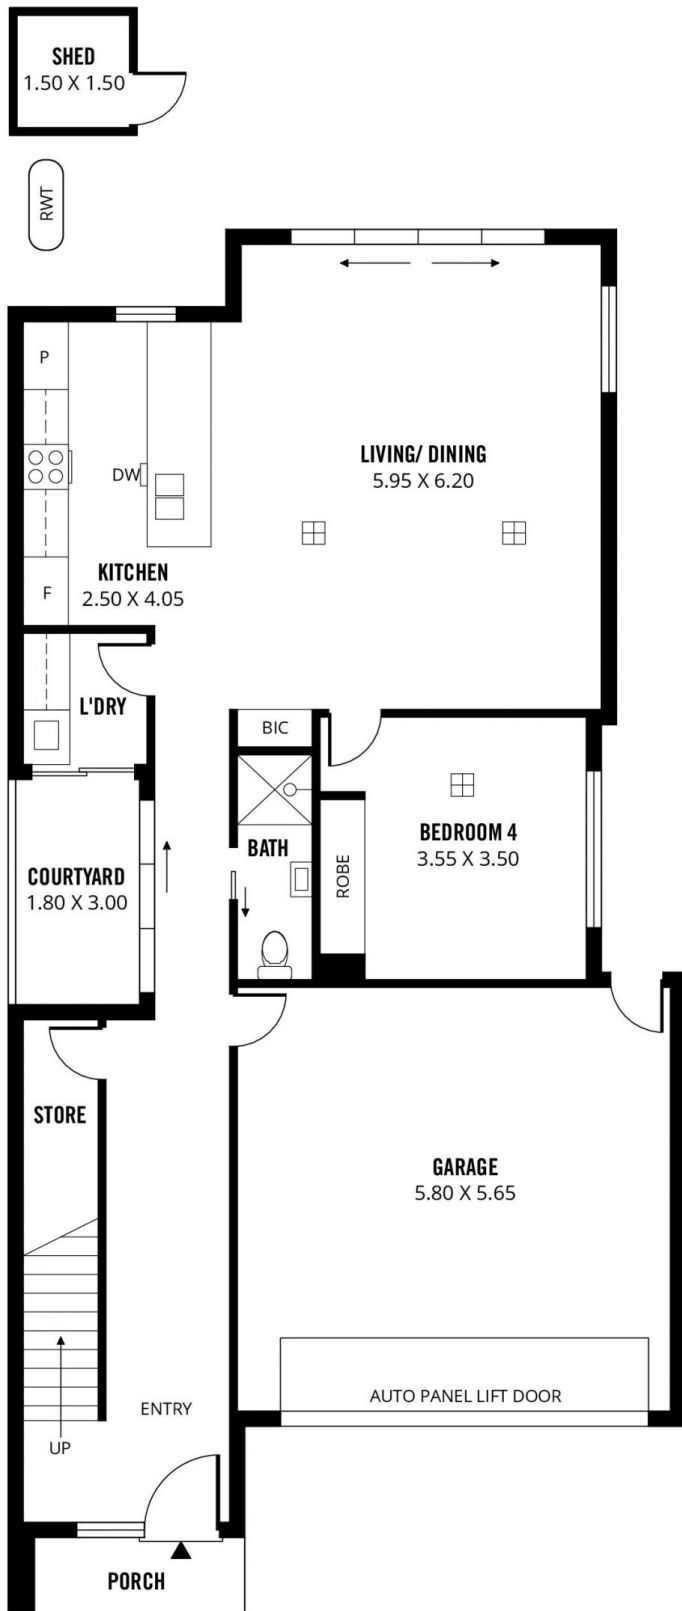 SHED
1.50 X 1.50
RWT
P
LIVING/ DINING
5.95 X 6.20
DW
KITCHEN
2.50 X 4.05
F
L'DRY
BIC
BEDROOM 4
3.55 X 3.50
BATH
ROBE
COURTYARD
1.80 X 3.00
STORE
GARAGE
5.80 X 5.65
AUTO PANEL LIFT DOOR
ENTRY
UP
PORCH